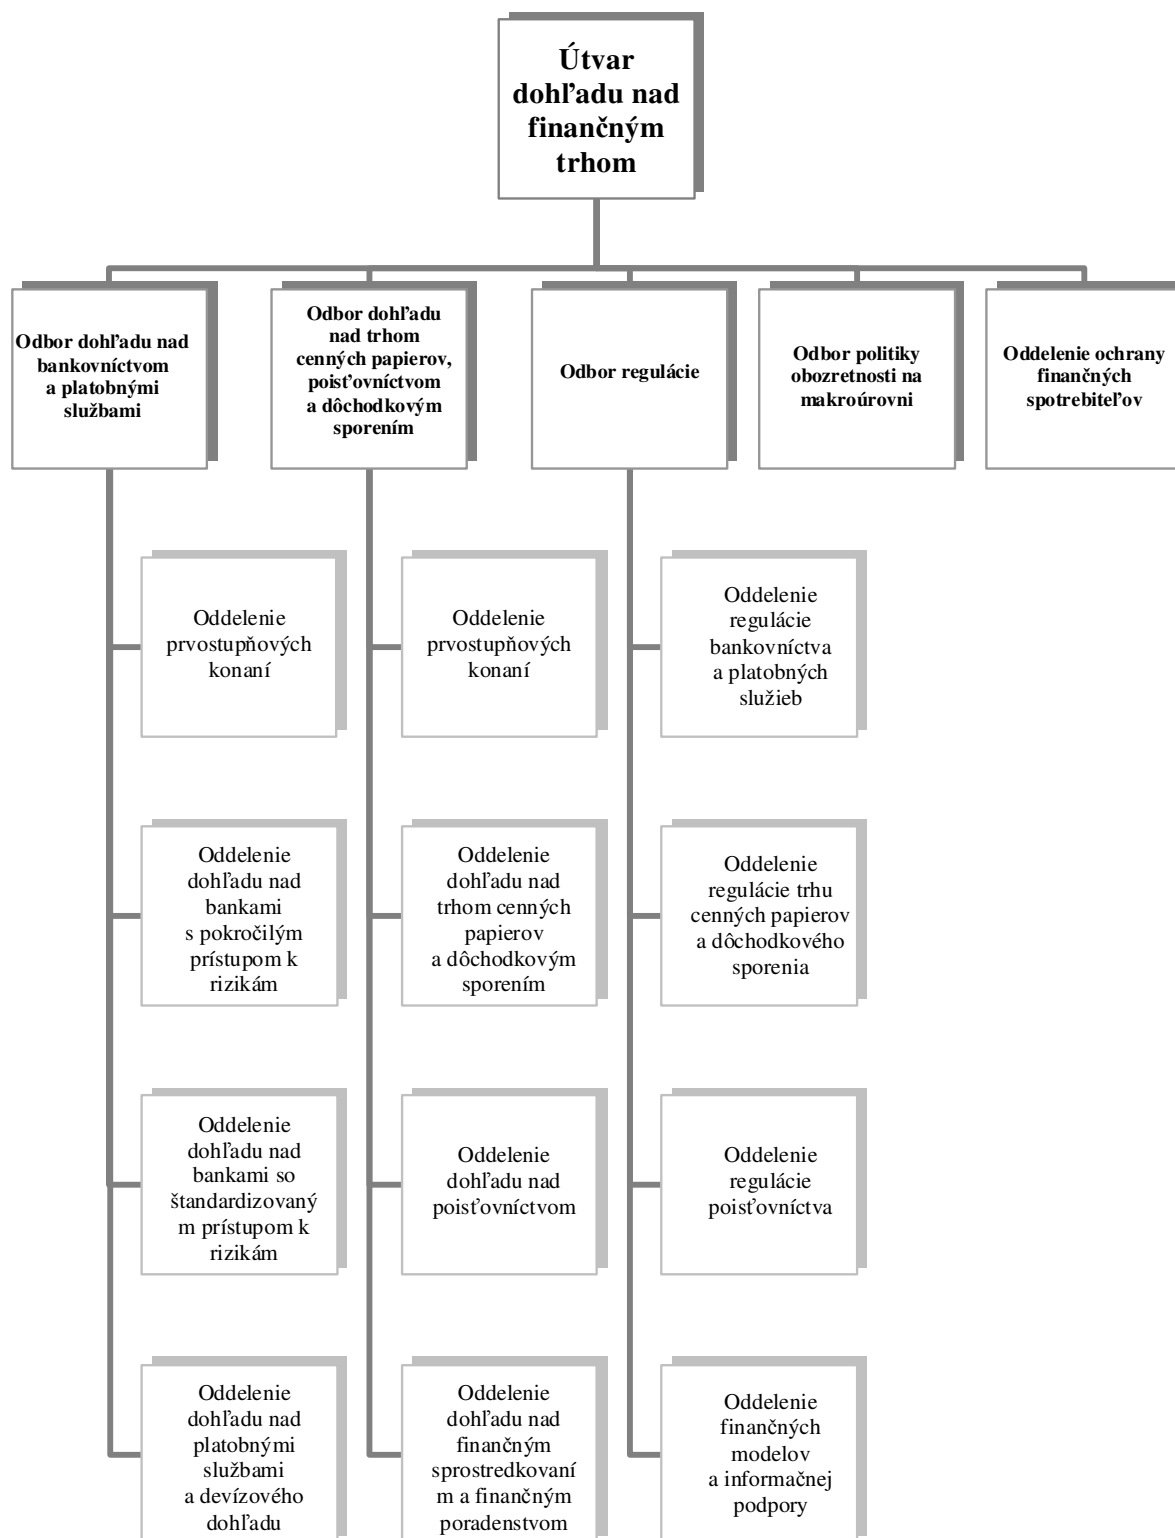 Útvar
dohľadu nad
finančným
trhom
Odbor dohľadu nad
bankovníctvom
a platobnými
službami
Odbor dohľadu
nad trhom
cenných papierov,
poisťovníctvom
a dôchodkovým
sporením
Odbor regulácie
Odbor politiky
obozretnosti na
makroúrovni
Oddelenie ochrany
finančných
spotrebiteľov
Oddelenie
prvostupňových
konaní
Oddelenie
prvostupňových
konaní
Oddelenie
regulácie
bankovníctva
a platobných
služieb
Oddelenie
dohľadu nad
bankami
s pokročilým
prístupom k
rizikám
Oddelenie
dohľadu nad
trhom cenných
papierov
a dôchodkovým
sporením
Oddelenie
regulácie trhu
cenných papierov
a dôchodkového
sporenia
Oddelenie
dohľadu nad
bankami so
štandardizovaný
m prístupom k
rizikám
Oddelenie
dohľadu nad
poisťovníctvom
Oddelenie
regulácie
poisťovníctva
Oddelenie
dohľadu nad
platobnými
službami
a devízového
dohľadu
Oddelenie
dohľadu nad
finančným
sprostredkovaní
m a finančným
poradenstvom
Oddelenie
finančných
modelov
a informačnej
podpory